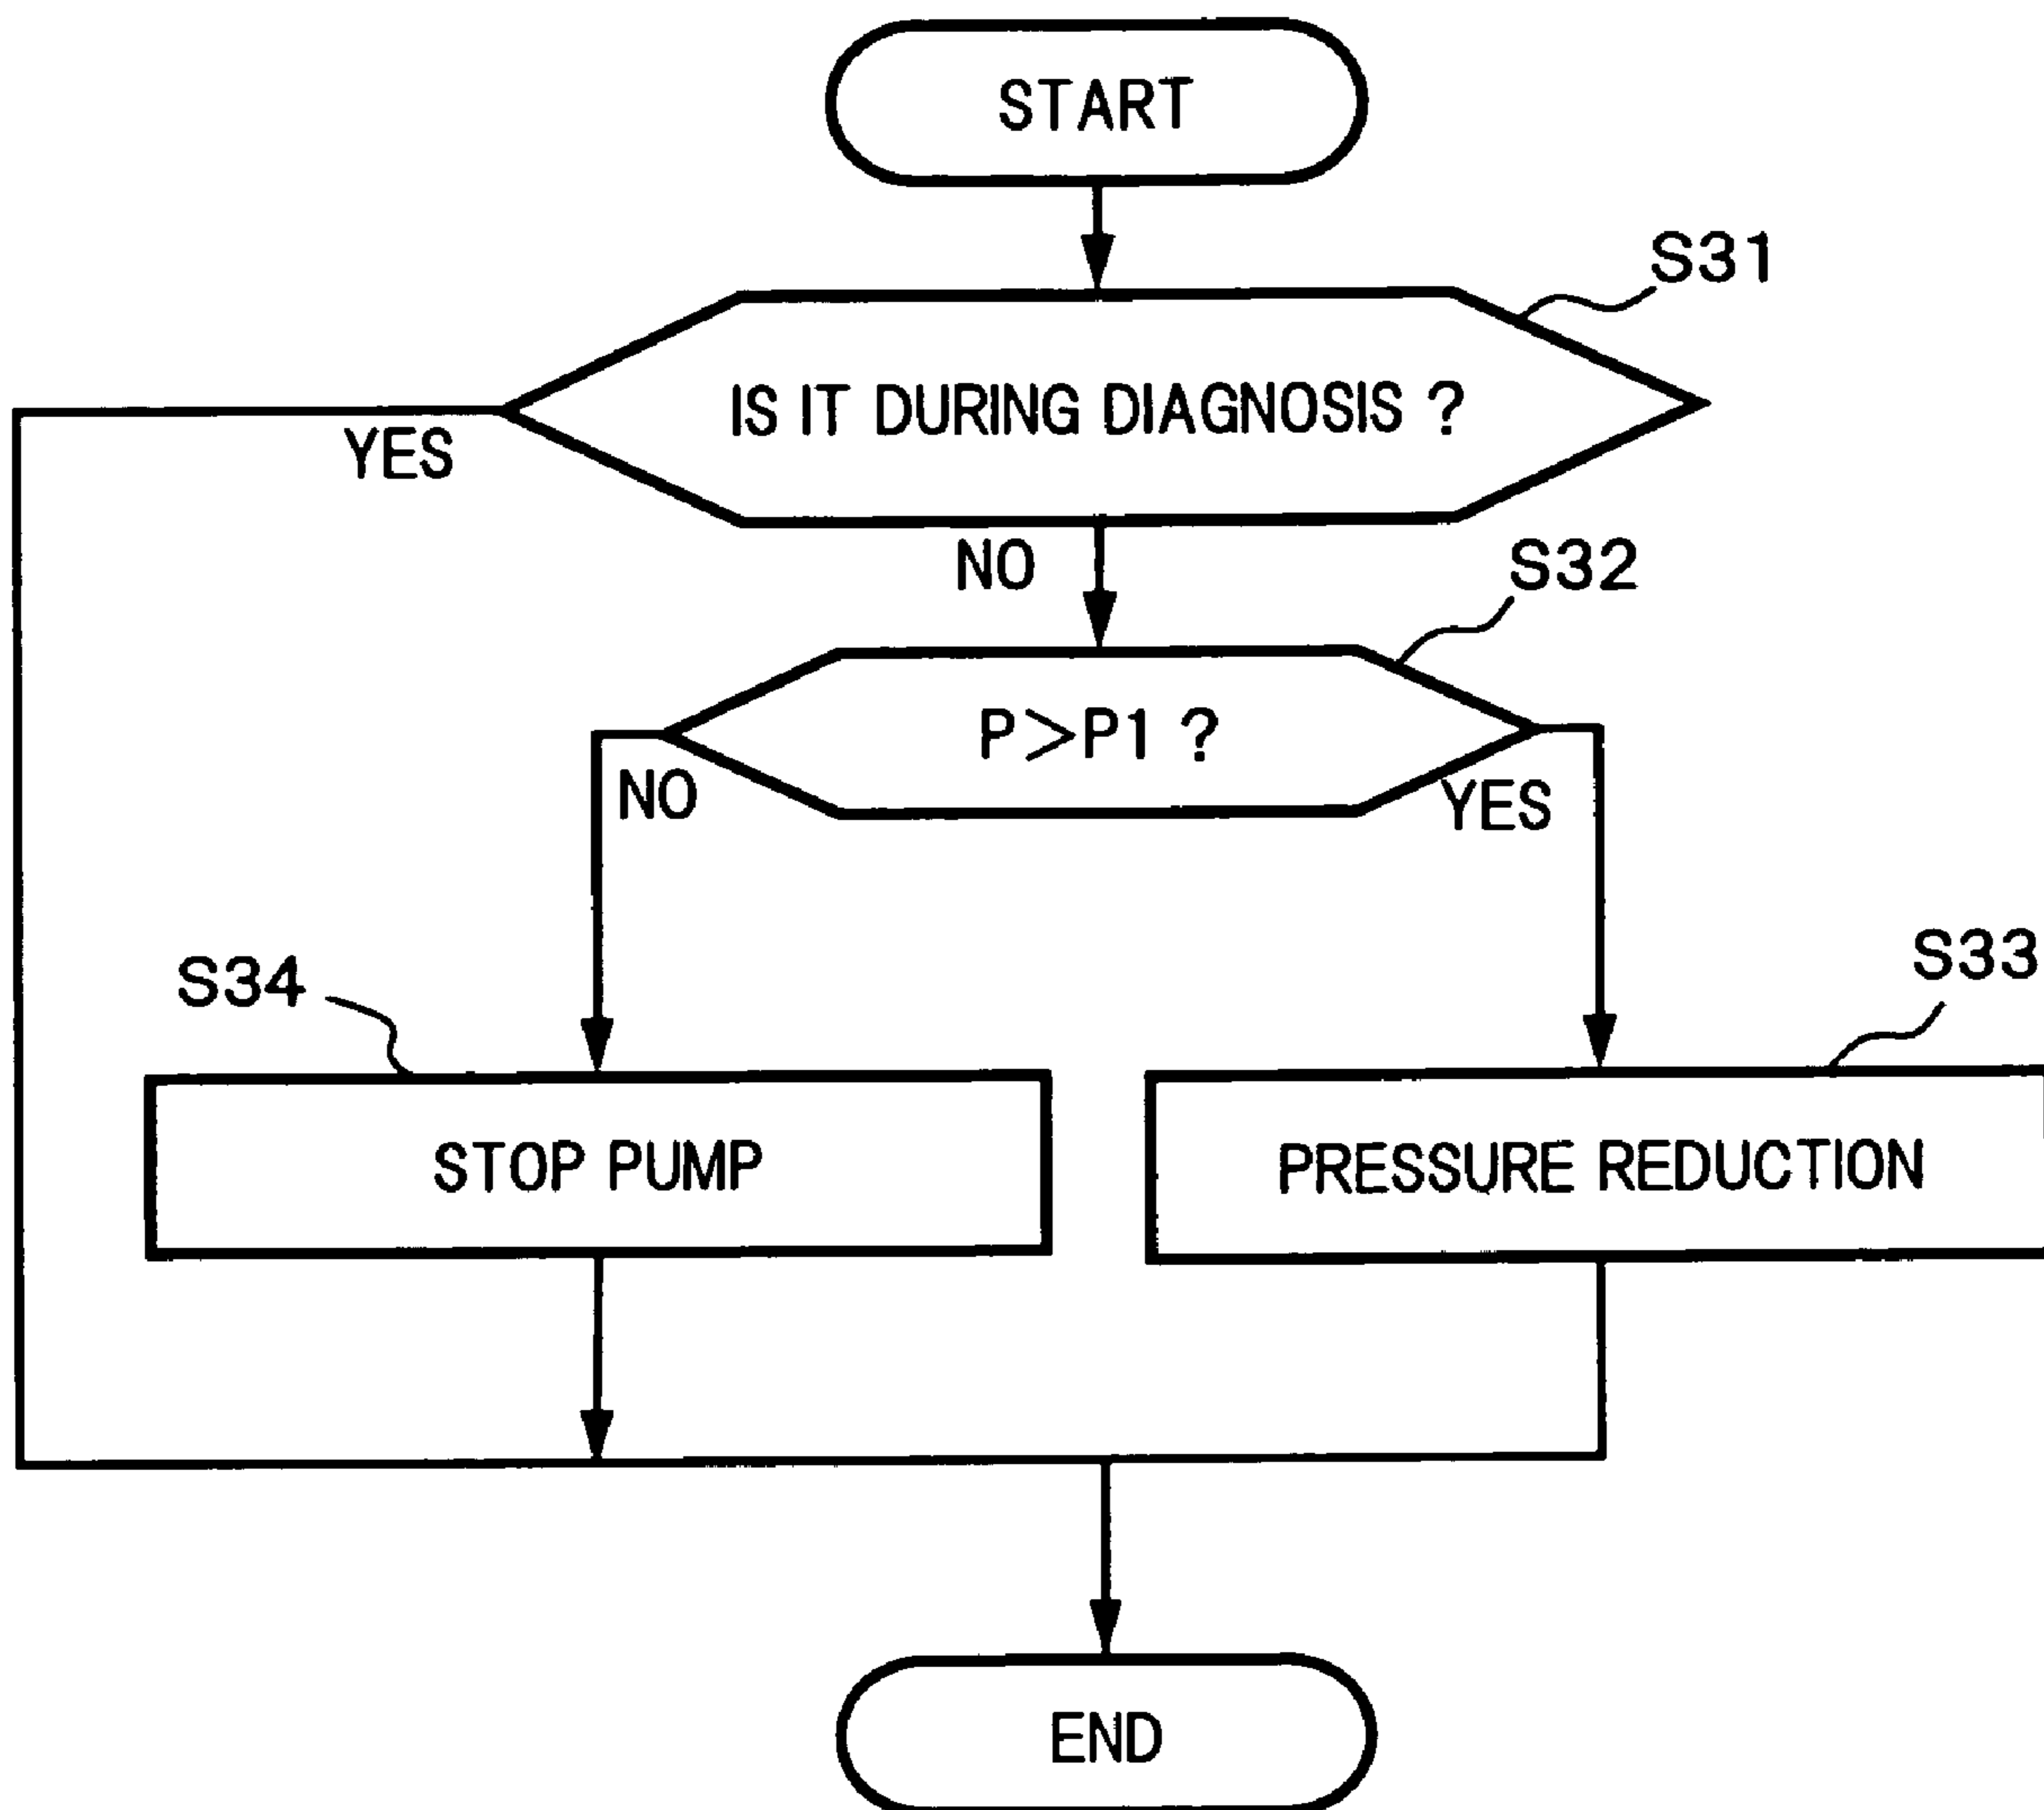 START
S31
IS IT DURING DIAGNOSIS ?
YES
NO
S32
P>P1 ?
NO
YES
S34
S33
STOP PUMP
PRESSURE REDUCTION
END